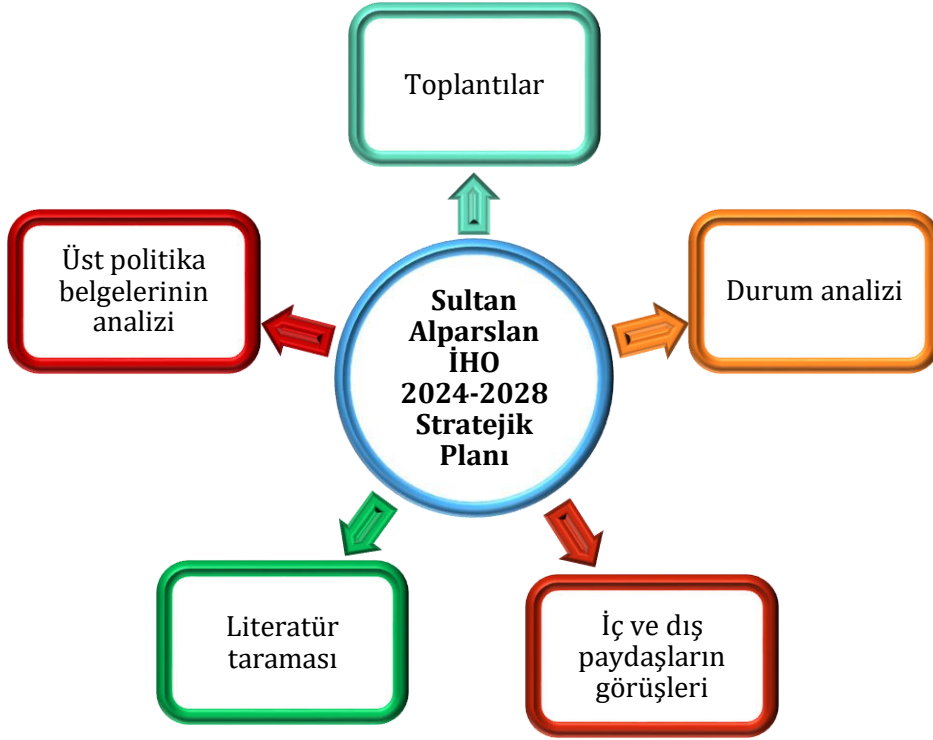 Toplantılar
Üst politika
belgelerinin
analizi
Durum analizi
Sultan
Alparslan
İHO
2024-2028
Stratejik
Planı
Literatür
taraması
İç ve dış
paydaşların
görüşleri